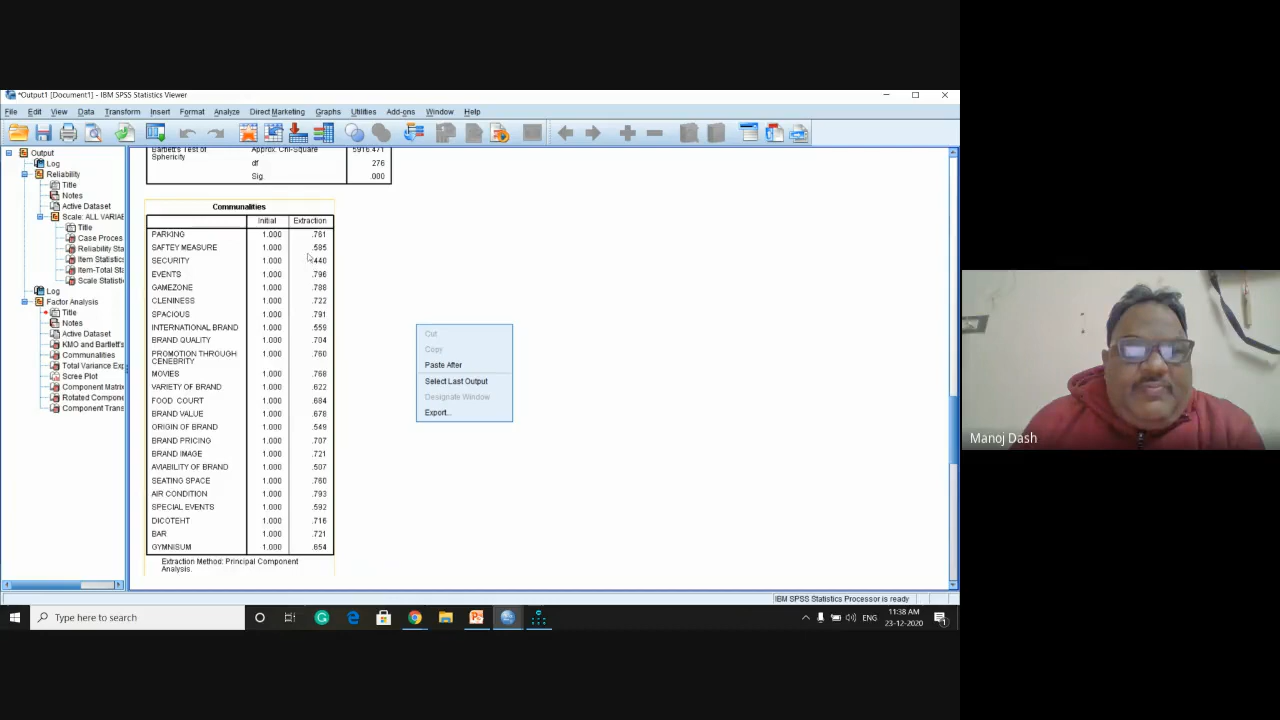 *Output1 [Document1] - IBM SPSS Statistics Viewer
File Edit View Data Transform Insert Format Analyze Direct Marketing Graphs Utilities Add-ons Window Help
Output
Log
Reliability
Title
Notes
Active Dataset
Scale: ALL VARIA
Title
Case Proces
Reliability Sta
Item Statistics
Item-Total Sta
Scale Statisti
Log
Factor Analysis
Title
Notes
Active Dataset
KMO and Bartlett's
Communalities
Total Variance Exp
Scree Plot
Component Matrix
Rotated Compone
Component Trans
Bartlett's Test of Approx. Chi-Square 5916.471
Sphericity
df 276
Sig. .000
Communalities
Initial Extraction
PARKING 1.000 .761
SAFTEY MEASURE 1.000 .585
SECURITY 1.000 .440
EVENTS 1.000 .796
GAMEZONE 1.000 .788
CLENINESS 1.000 .722
SPACIOUS 1.000 .791
INTERNATIONAL BRAND 1.000 .559
BRAND QUALITY 1.000 .704
PROMOTION THROUGH 1.000 .760
CENEBRITY
MOVIES 1.000 .768
VARIETY OF BRAND 1.000 .622
FOOD COURT 1.000 .684
BRAND VALUE 1.000 .678
ORIGIN OF BRAND 1.000 .549
BRAND PRICING 1.000 .707
BRAND IMAGE 1.000 .721
AVIABILITY OF BRAND 1.000 .507
SEATING SPACE 1.000 .760
AIR CONDITION 1.000 .793
SPECIAL EVENTS 1.000 .592
DICOTEHT 1.000 .716
BAR 1.000 .721
GYMNISUM 1.000 .654
Extraction Method: Principal Component
Analysis.
Cut
Copy
Paste After
Select Last Output
Designate Window
Export...
Manoj Dash
IBM SPSS Statistics Processor is ready
Type here to search
ENG
11:38 AM
23-12-2020